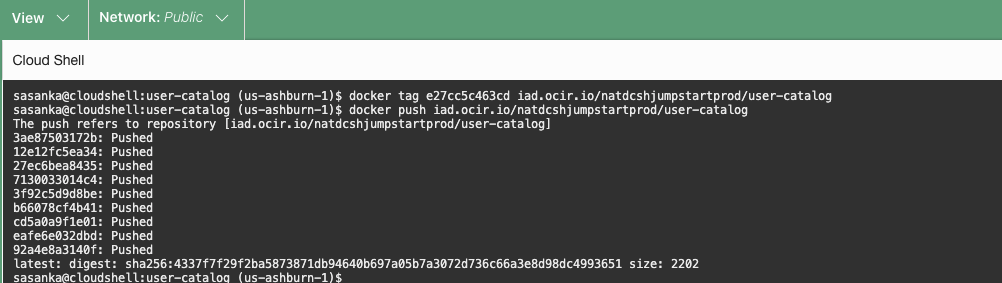 View Network: Public
Cloud Shell
sasanka@cloudshell:user-catalog (us-ashburn-1)$ docker tag e27cc5c463cd iad.ocir.io/natdcshjumpstartprod/user-catalog
sasanka@cloudshell:user-catalog (us-ashburn-1)$ docker push iad.ocir.io/natdcshjumpstartprod/user-catalog
The push refers to repository [iad.ocir.io/natdcshjumpstartprod/user-catalog]
3ae87503172b: Pushed
12e12fc5ea34: Pushed
27ec6bea8435: Pushed
7130033014c4: Pushed
3f92c5d9d8be: Pushed
b66078cf4b41: Pushed
cd5a0a9f1e01: Pushed
eafe6e032dbd: Pushed
92a4e8a3140f: Pushed
latest: digest: sha256:4337f7f29f2ba5873871db94640b697a05b7a3072d736c66a3e8d98dc4993651 size: 2202
sasanka@cloudshell:user-catalog (us-ashburn-1)$